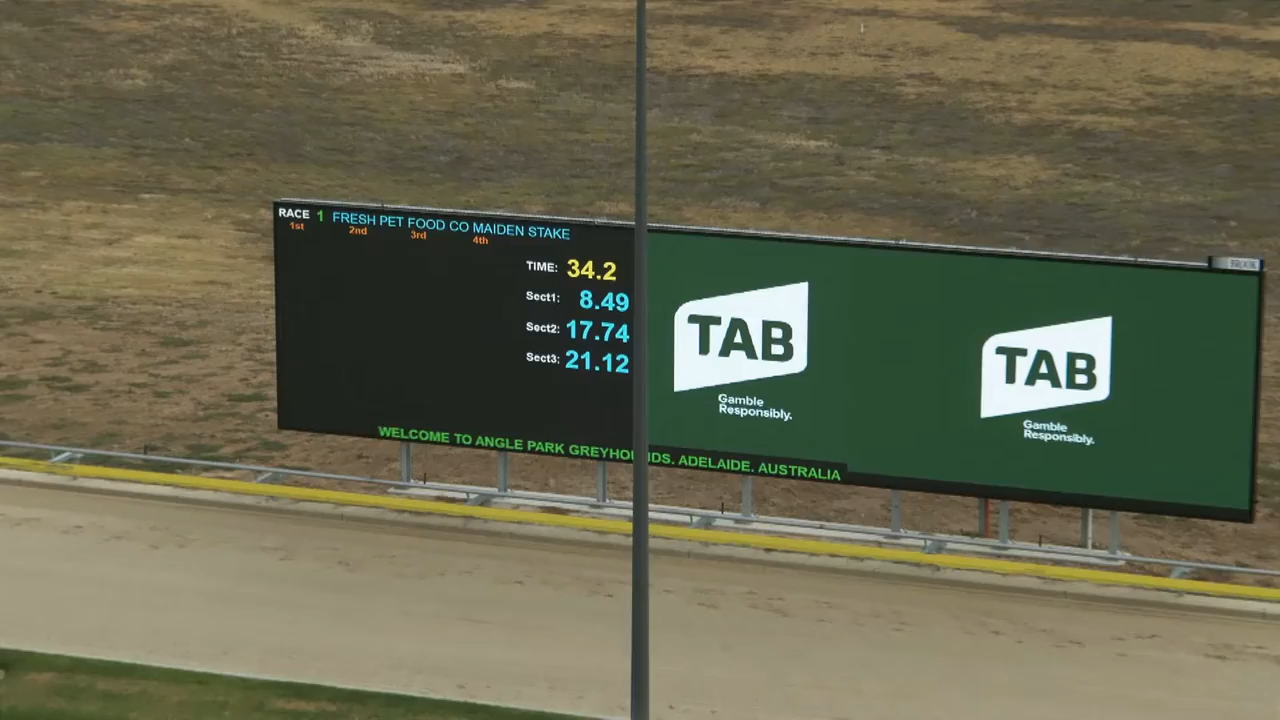 RACE 1 FRESH PET FOOD CO MAIDEN STAKE
1st 2nd 3rd 4th
TIME: 34.2
Sect1: 8.49
Sect2: 17.74
Sect3: 21.12
WELCOME TO ANGLE PARK GREYHOUNDS. ADELAIDE. AUSTRALIA
TAB
Gamble
Responsibly.
TAB
Gamble
Responsibly.